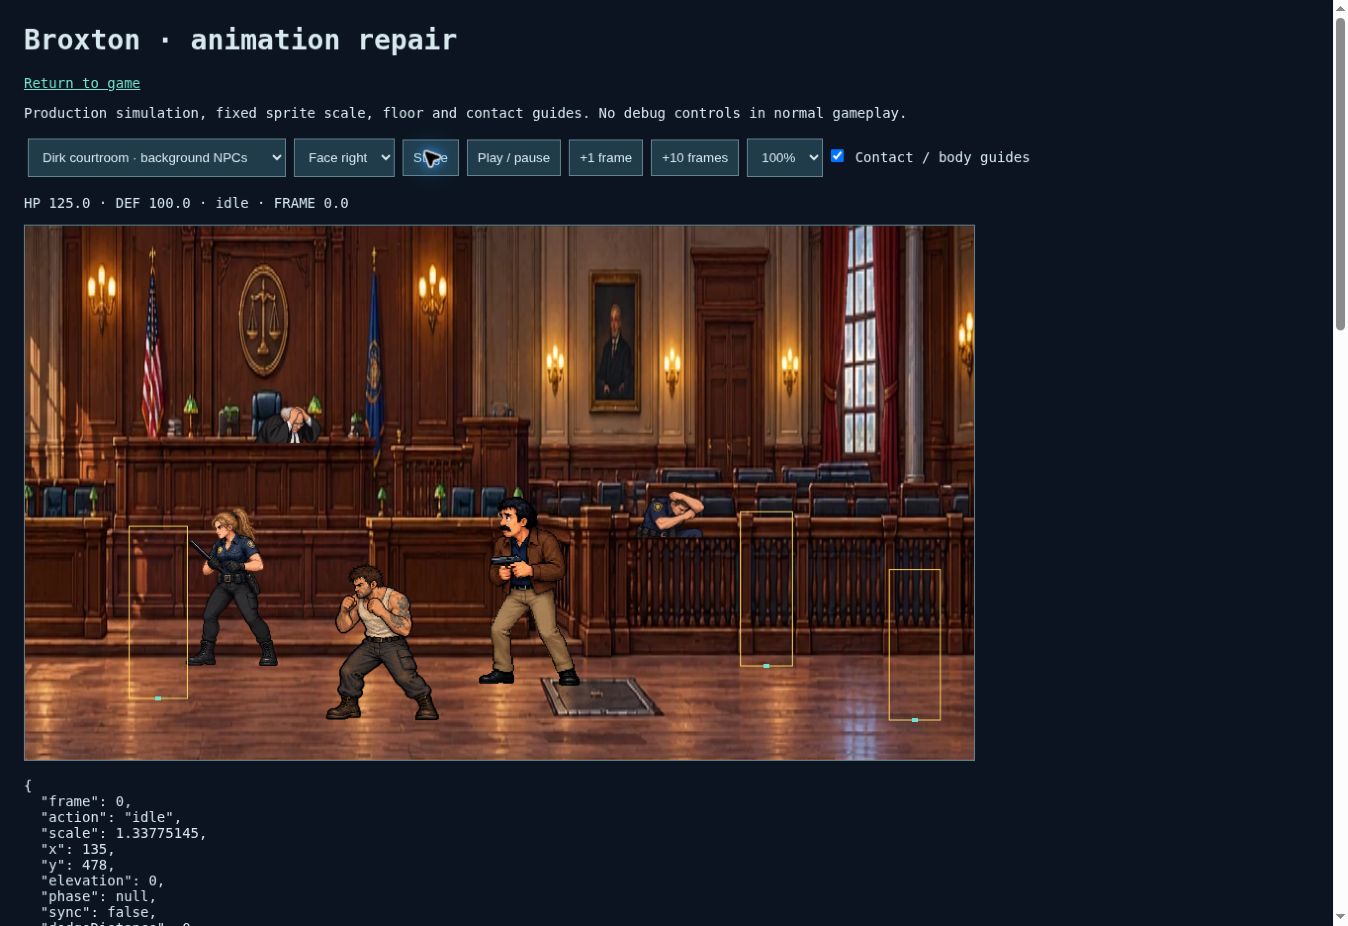 Broxton · animation repair
Return to game
Production simulation, fixed sprite scale, floor and contact guides. No debug controls in normal gameplay.
Dirk courtroom · background NPCs Face right Play / pause +1 frame +10 frames 100% Contact / body guides
HP 125.0 · DEF 100.0 · idle · FRAME 0.0
{
"frame": 0,
"action": "idle",
"scale": 1.33775145,
"x": 135,
"y": 478,
"elevation": 0,
"phase": null,
"sync": false,